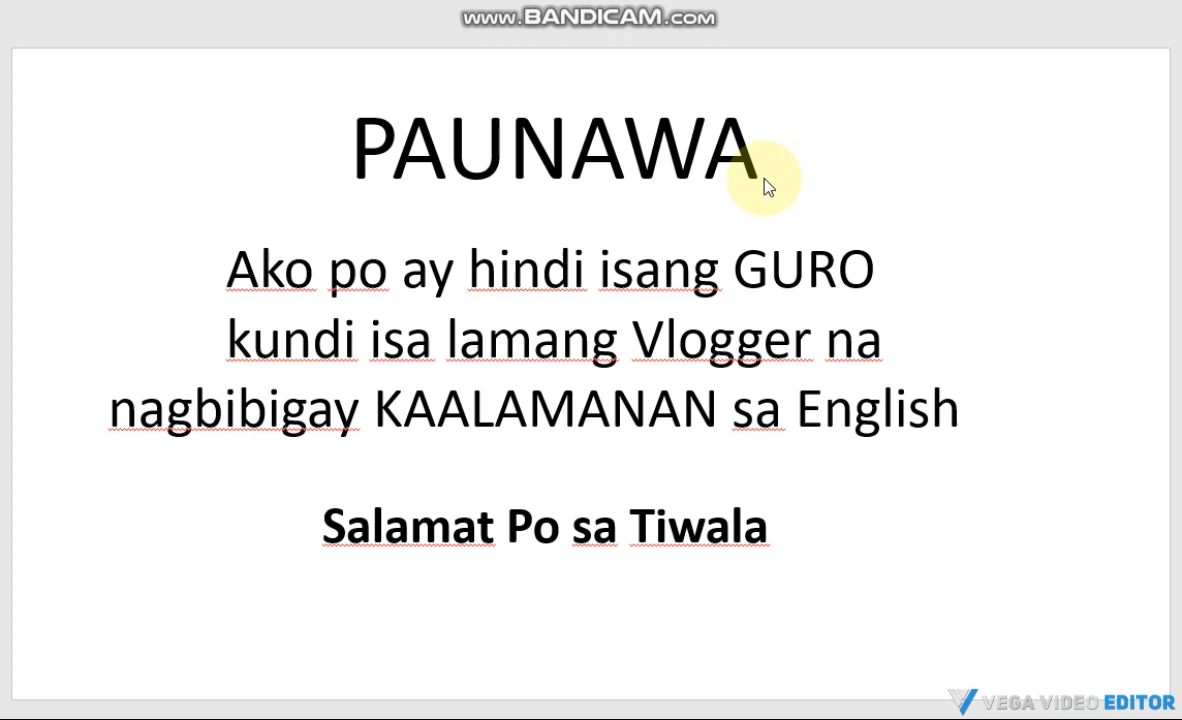 www.BANDICAM.com
PAUNAWA
Ako po ay hindi isang GURO
kundi isa lamang Vlogger na
nagbibigay KAALAMANAN sa English
Salamat Po sa Tiwala
VEGA VIDEO EDITOR